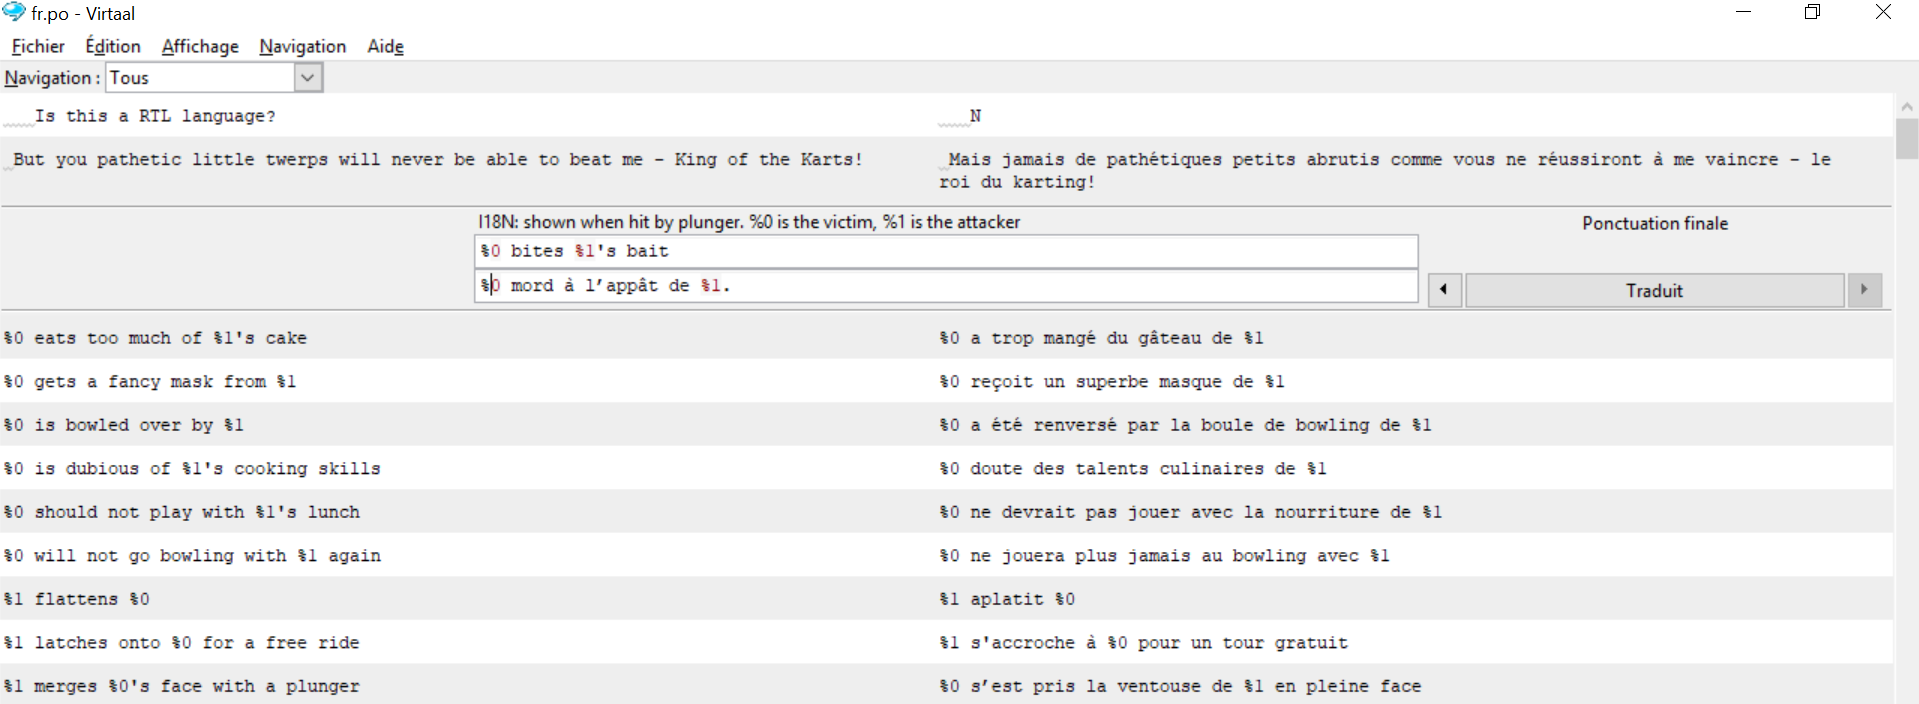 fr.po - Virtaal
Fichier Édition Affichage Navigation Aide
Navigation : Tous
Is this a RTL language? N
But you pathetic little twerps will never be able to beat me - King of the Karts! Mais jamais de pathétiques petits abrutis comme vous ne réussiront à me vaincre - le
roi du karting!
I18N: shown when hit by plunger. %0 is the victim, %1 is the attacker Ponctuation finale
%0 bites %1's bait
%0 mord à l’appât de %1. Traduit
%0 eats too much of %1's cake %0 a trop mangé du gâteau de %1
%0 gets a fancy mask from %1 %0 reçoit un superbe masque de %1
%0 is bowled over by %1 %0 a été renversé par la boule de bowling de %1
%0 is dubious of %1's cooking skills %0 doute des talents culinaires de %1
%0 should not play with %1's lunch %0 ne devrait pas jouer avec la nourriture de %1
%0 will not go bowling with %1 again %0 ne jouera plus jamais au bowling avec %1
%1 flattens %0 %1 aplatit %0
%1 latches onto %0 for a free ride %1 s'accroche à %0 pour un tour gratuit
%1 merges %0's face with a plunger %0 s’est pris la ventouse de %1 en pleine face